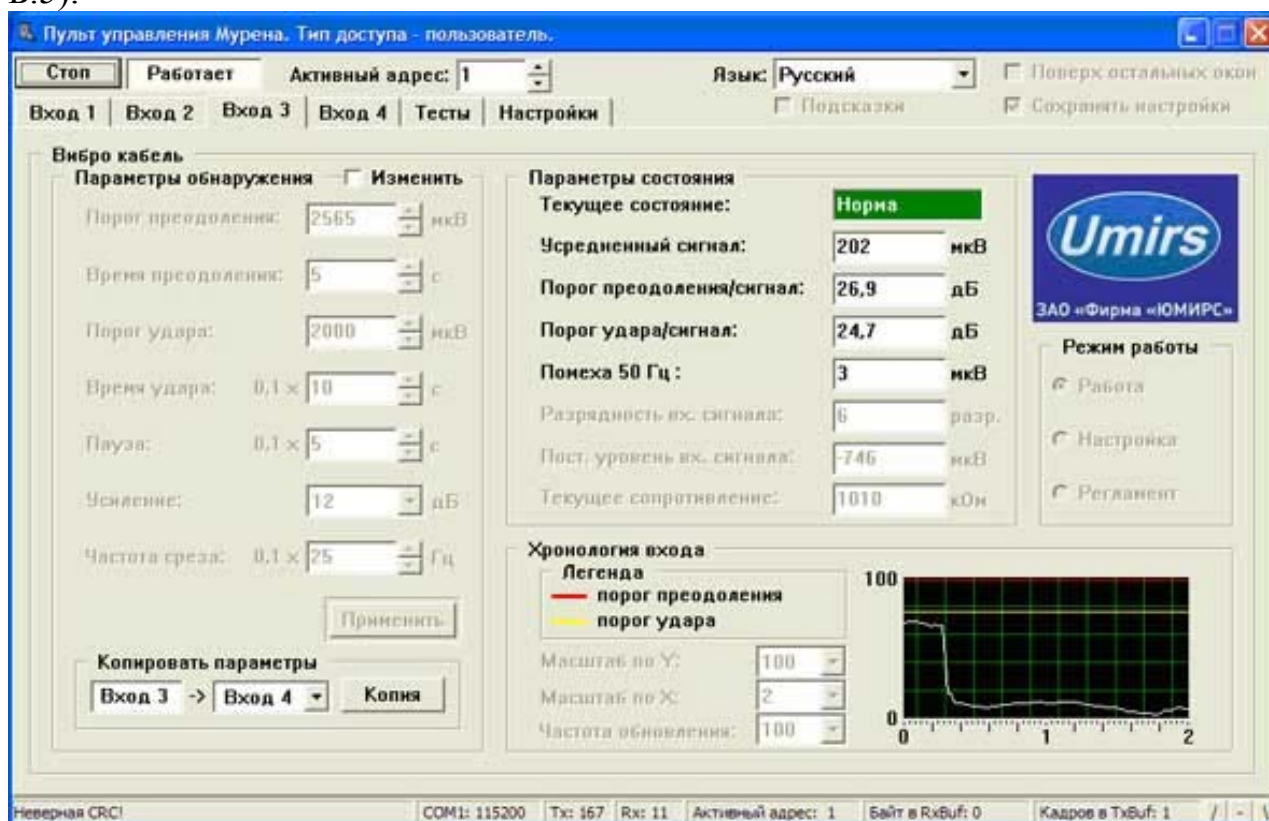 В.5).
Пульт управления Мурена. Тип доступа - пользователь.
Стоп Работает Активный адрес: 1 Язык: Русский Поверх остальных окон
Подсказки Сохранять настройки
Вход 1 Вход 2 Вход 3 Вход 4 Тесты Настройки
Вибро кабель
Параметры обнаружения Изменить
Порог преодоления: 2565 мкВ
Время преодоления: 5 с
Порог удара: 2000 мкВ
Время удара: 0,1 × 10 с
Пауза: 0,1 × 5 с
Усиление: 12 дБ
Частота среза: 0,1 × 25 Гц
Применить
Копировать параметры
Вход 3 -> Вход 4 Копия
Параметры состояния
Текущее состояние: Норма
Усредненный сигнал: 202 мкВ
Порог преодоления/сигнал: 26,9 дБ
Порог удара/сигнал: 24,7 дБ
Помеха 50 Гц : 3 мкВ
Разрядность вх. сигнала: 6 разр.
Пост. уровень вх. сигнала: -746 мкВ
Текущее сопротивление: 1010 кОм
Umirs
ЗАО «Фирма «ЮМИРС»
Режим работы
Работа
Настройка
Регламент
Хронология входа
Легенда
порог преодоления
порог удара
Масштаб по Y: 100
Масштаб по X: 2
Частота обновления: 100
100
0
0 1 2
Неверная CRC! COM1: 115200 Tx: 167 Rx: 11 Активный адрес: 1 Байт в RxBuf: 0 Кадров в TxBuf: 1 / - \